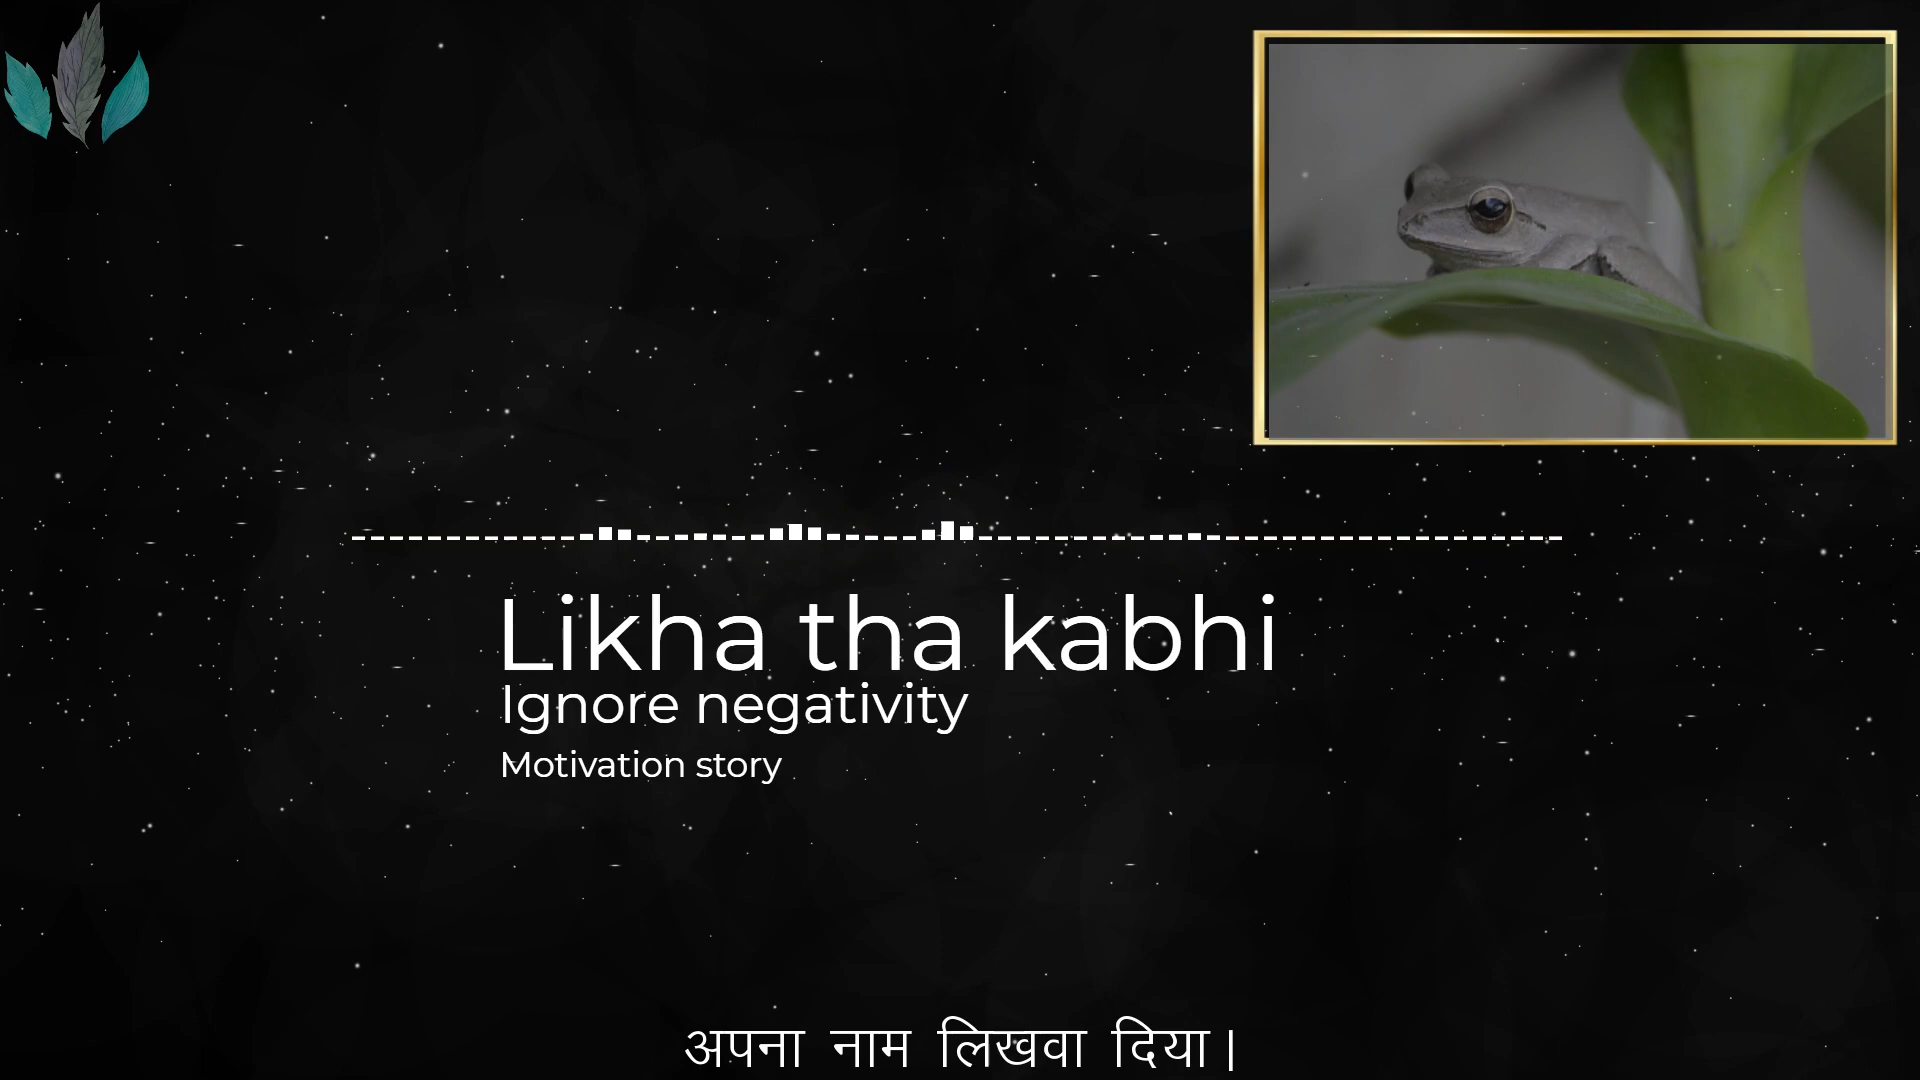 Likha tha kabhi
Ignore negativity
Motivation story
अपना नाम लिखवा दिया।